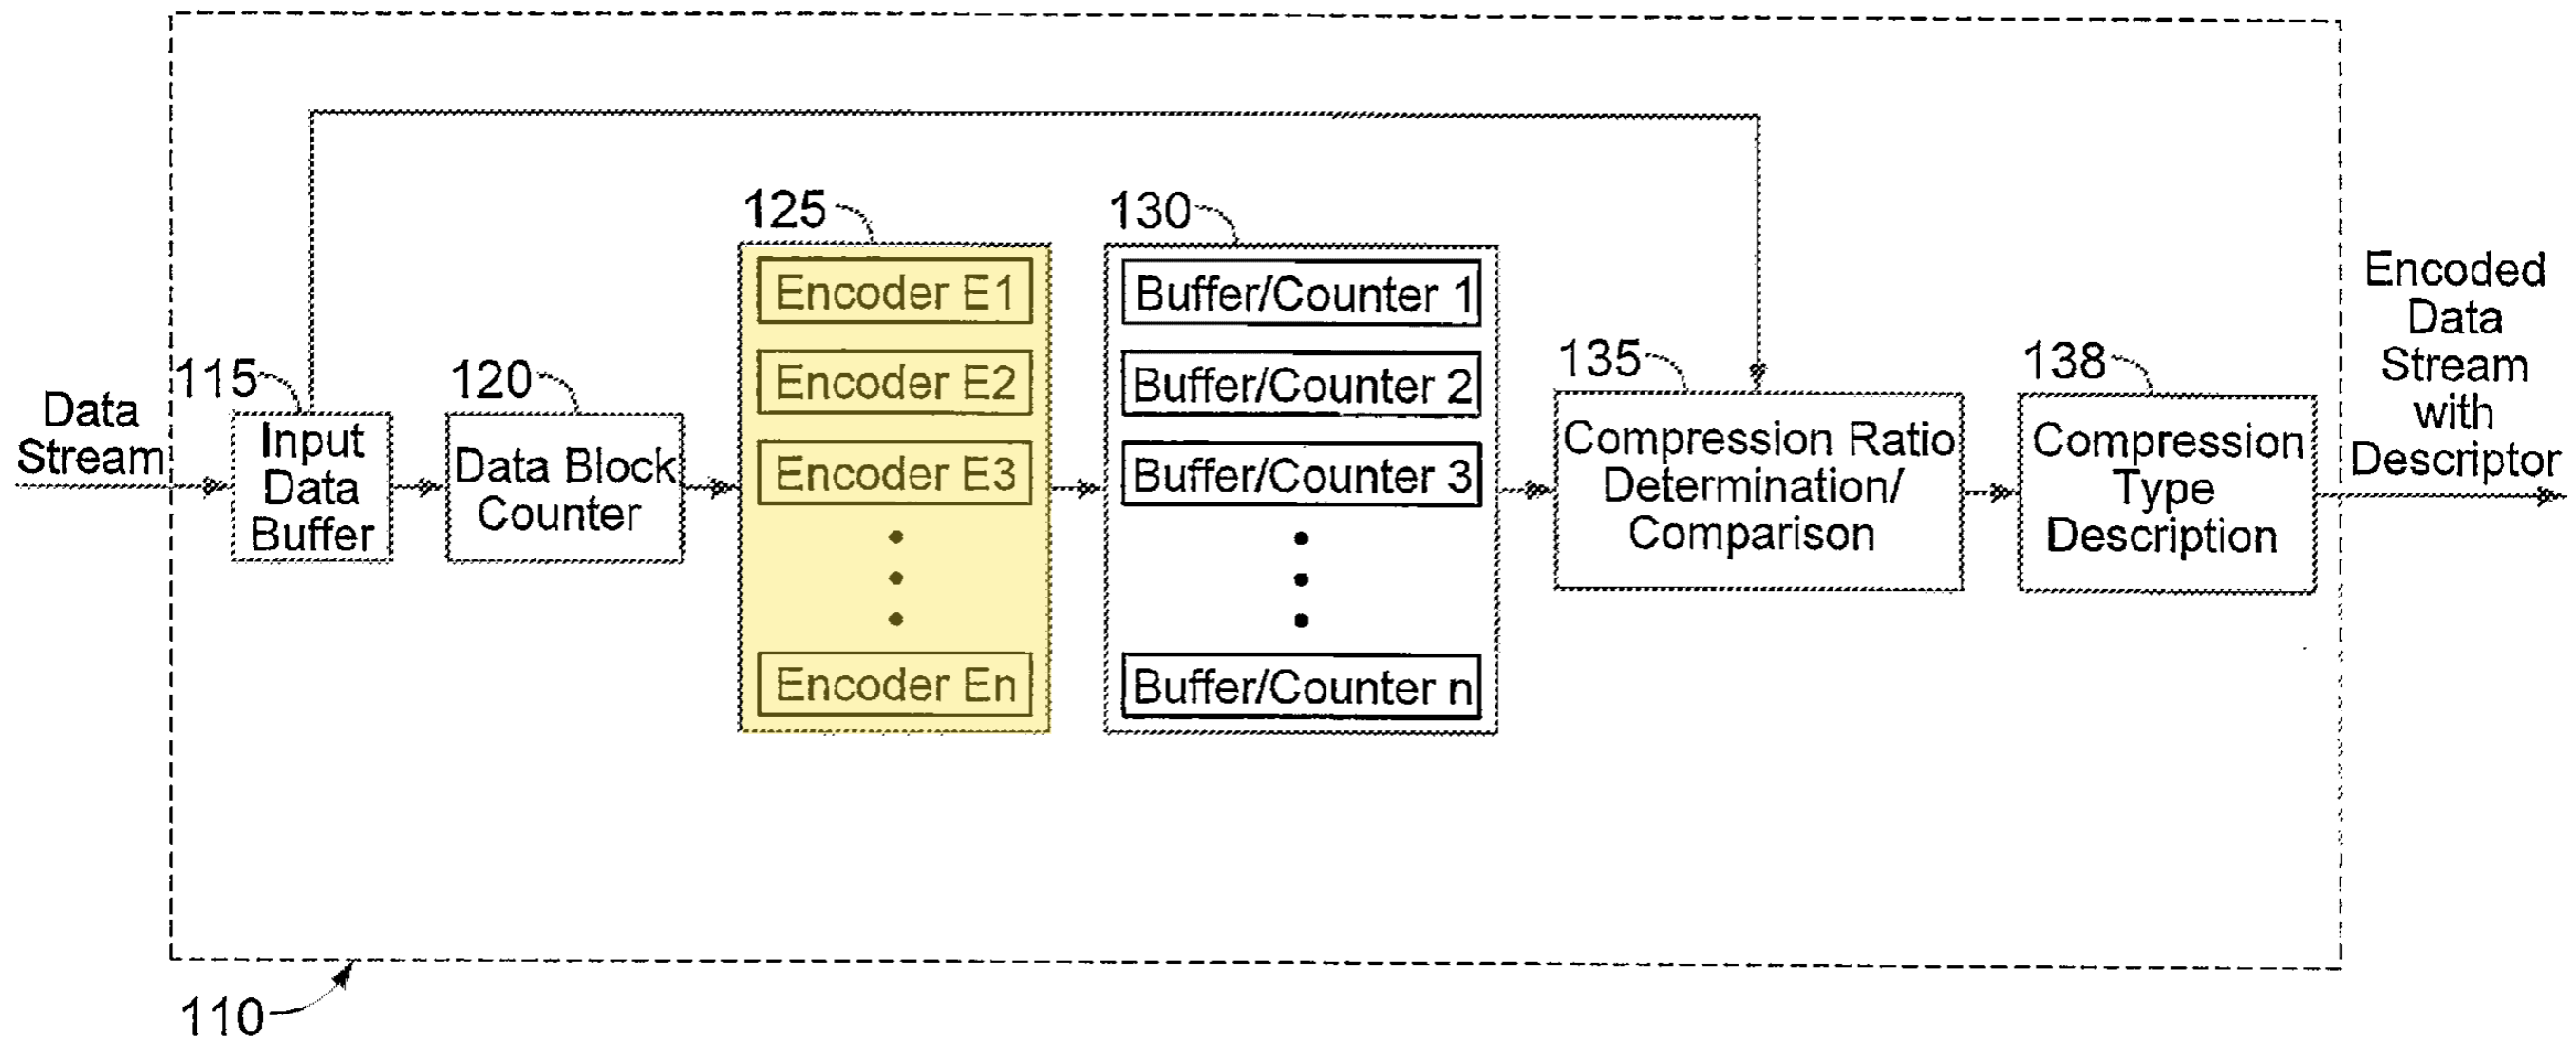 125
130
Encoder E1
Encoder E2
Encoder E3
Encoder En
Buffer/Counter 1
Buffer/Counter 2
Buffer/Counter 3
Buffer/Counter n
Data
Stream
115
Input
Data
Buffer
120
Data Block
Counter
135
Compression Ratio
Determination/
Comparison
138
Compression
Type
Description
Encoded
Data
Stream
with
Descriptor
110